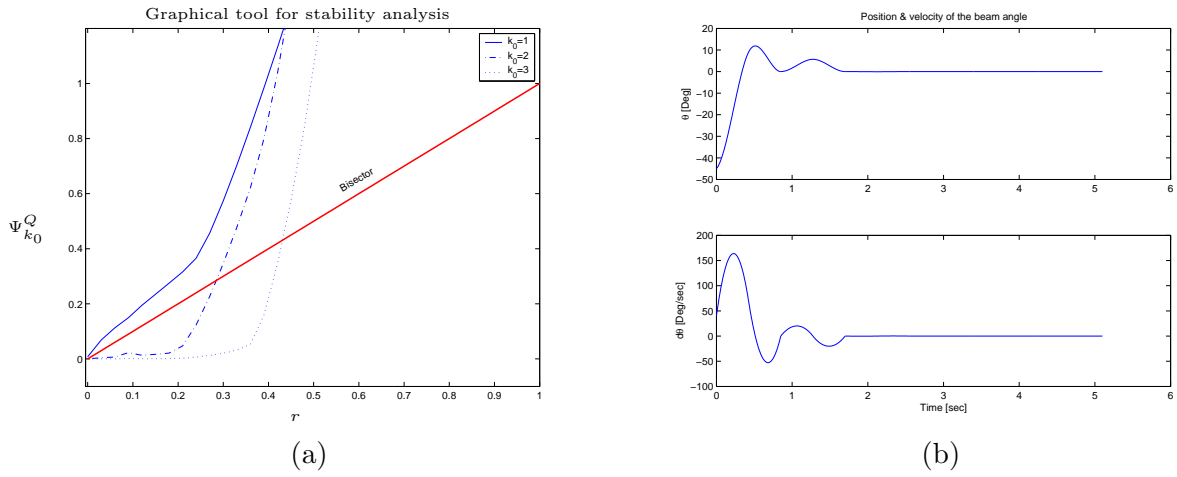 Graphical tool for stability analysis
k0=1
k0=2
k0=3
1
0.8
0.6
0.4
0.2
0
Bisector
Ψ^Q_{k0}
0 0.1 0.2 0.3 0.4 0.5 0.6 0.7 0.8 0.9 1
r
(a)
Position & velocity of the beam angle
20
10
0
−10
−20
−30
−40
−50
θ [Deg]
0 1 2 3 4 5 6
200
150
100
50
0
−50
−100
dθ [Deg/sec]
0 1 2 3 4 5 6
Time [sec]
(b)